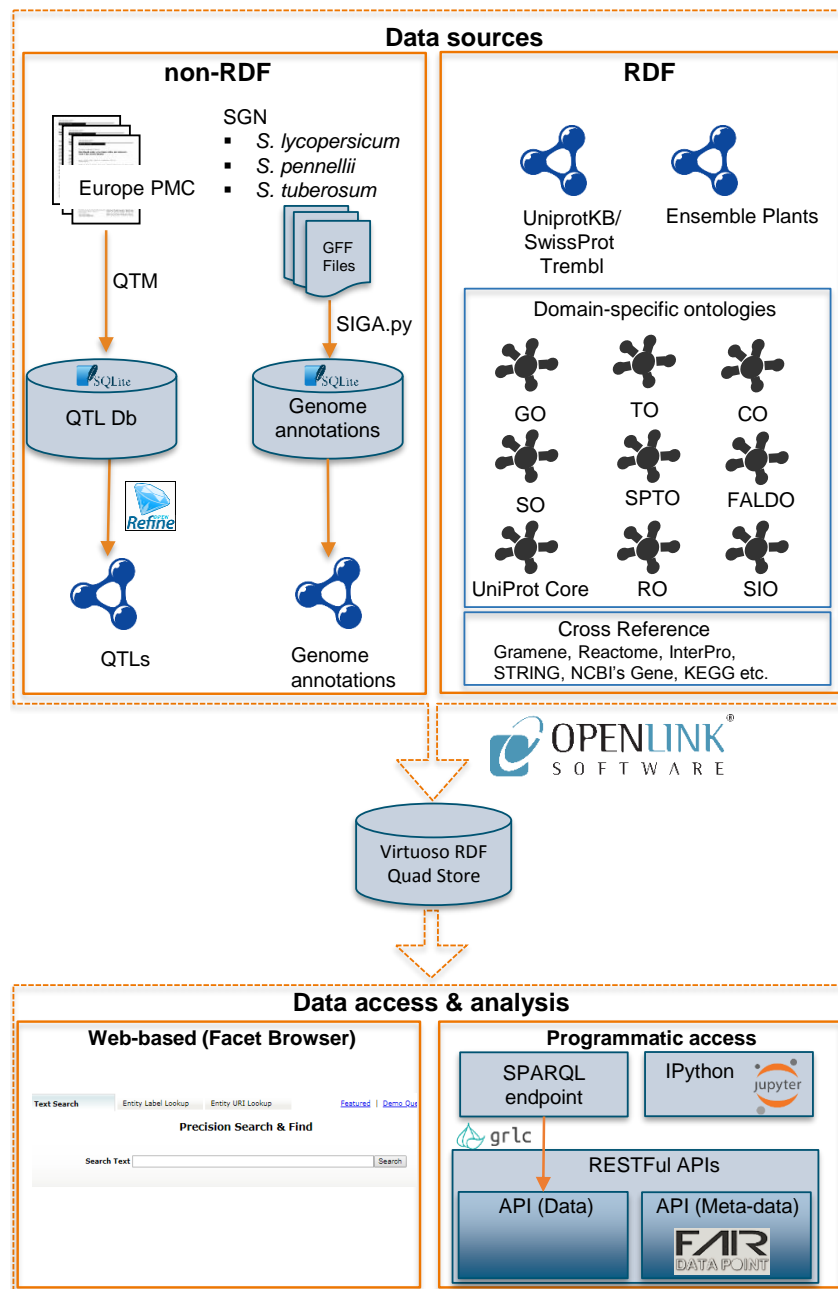 Data sources
non-RDF
Europe PMC
SGN
▪ S. lycopersicum
▪ S. pennellii
▪ S. tuberosum
GFF
Files
QTM
SIGA.py
SQLite
QTL Db
SQLite
Genome
annotations
OPEN
Refine
QTLs
Genome
annotations
RDF
UniprotKB/
SwissProt
Trembl
Ensemble Plants
Domain-specific ontologies
GO
TO
CO
SO
SPTO
FALDO
UniProt Core
RO
SIO
Cross Reference
Gramene, Reactome, InterPro,
STRING, NCBI's Gene, KEGG etc.
OPENLINK®
SOFTWARE
Virtuoso RDF
Quad Store
Data access & analysis
Web-based (Facet Browser)
Text Search
Entity Label Lookup
Entity URI Lookup
Featured | Demo Que
Precision Search & Find
Search Text
Search
Programmatic access
SPARQL
endpoint
IPython
jupyter
grlc
RESTFul APIs
API (Data)
API (Meta-data)
FAIR
DATA POINT